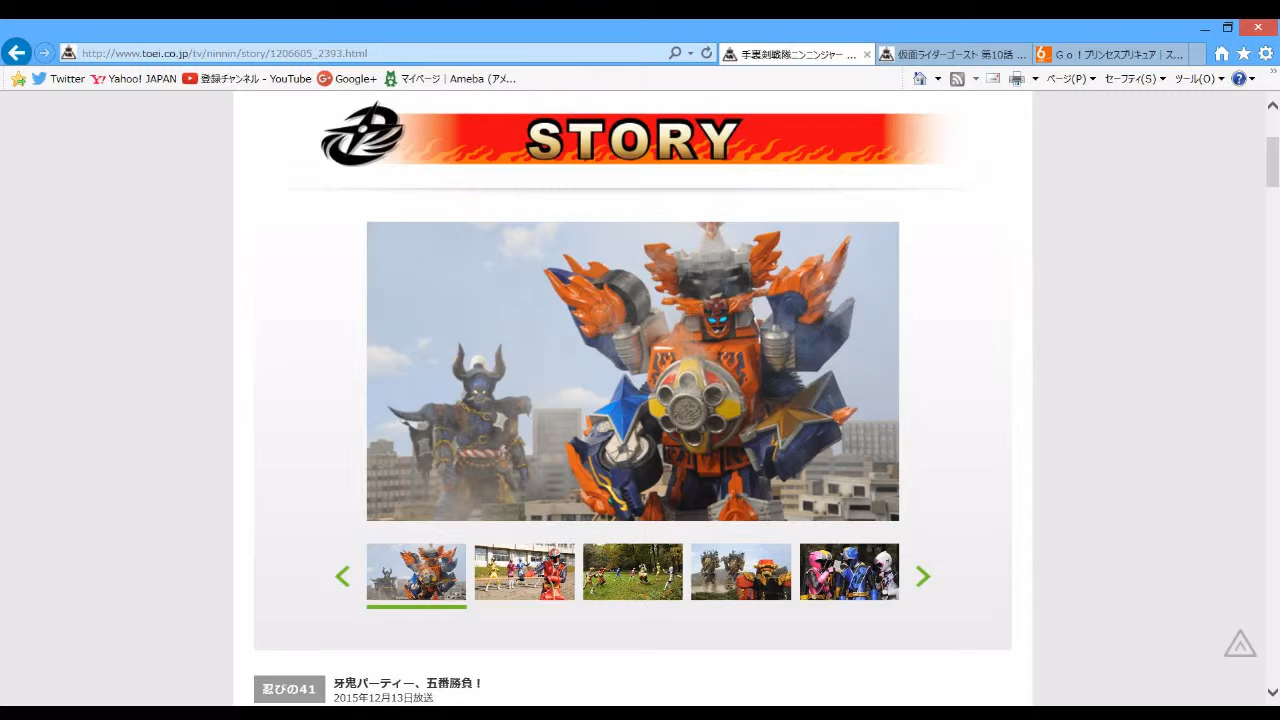 http://www.toei.co.jp/tv/ninnin/story/1206605_2393.html
手裏剣戦隊ニンニンジャー ...
仮面ライダーゴースト 第10話 ...
Ｇｏ！プリンセスプリキュア｜ス...
Twitter
Yahoo! JAPAN
登録チャンネル - YouTube
Google+
マイページ｜Ameba (アメ...
ページ(P)
セーフティ(S)
ツール(O)
STORY
忍びの41
牙鬼パーティー、五番勝負！
2015年12月13日放送